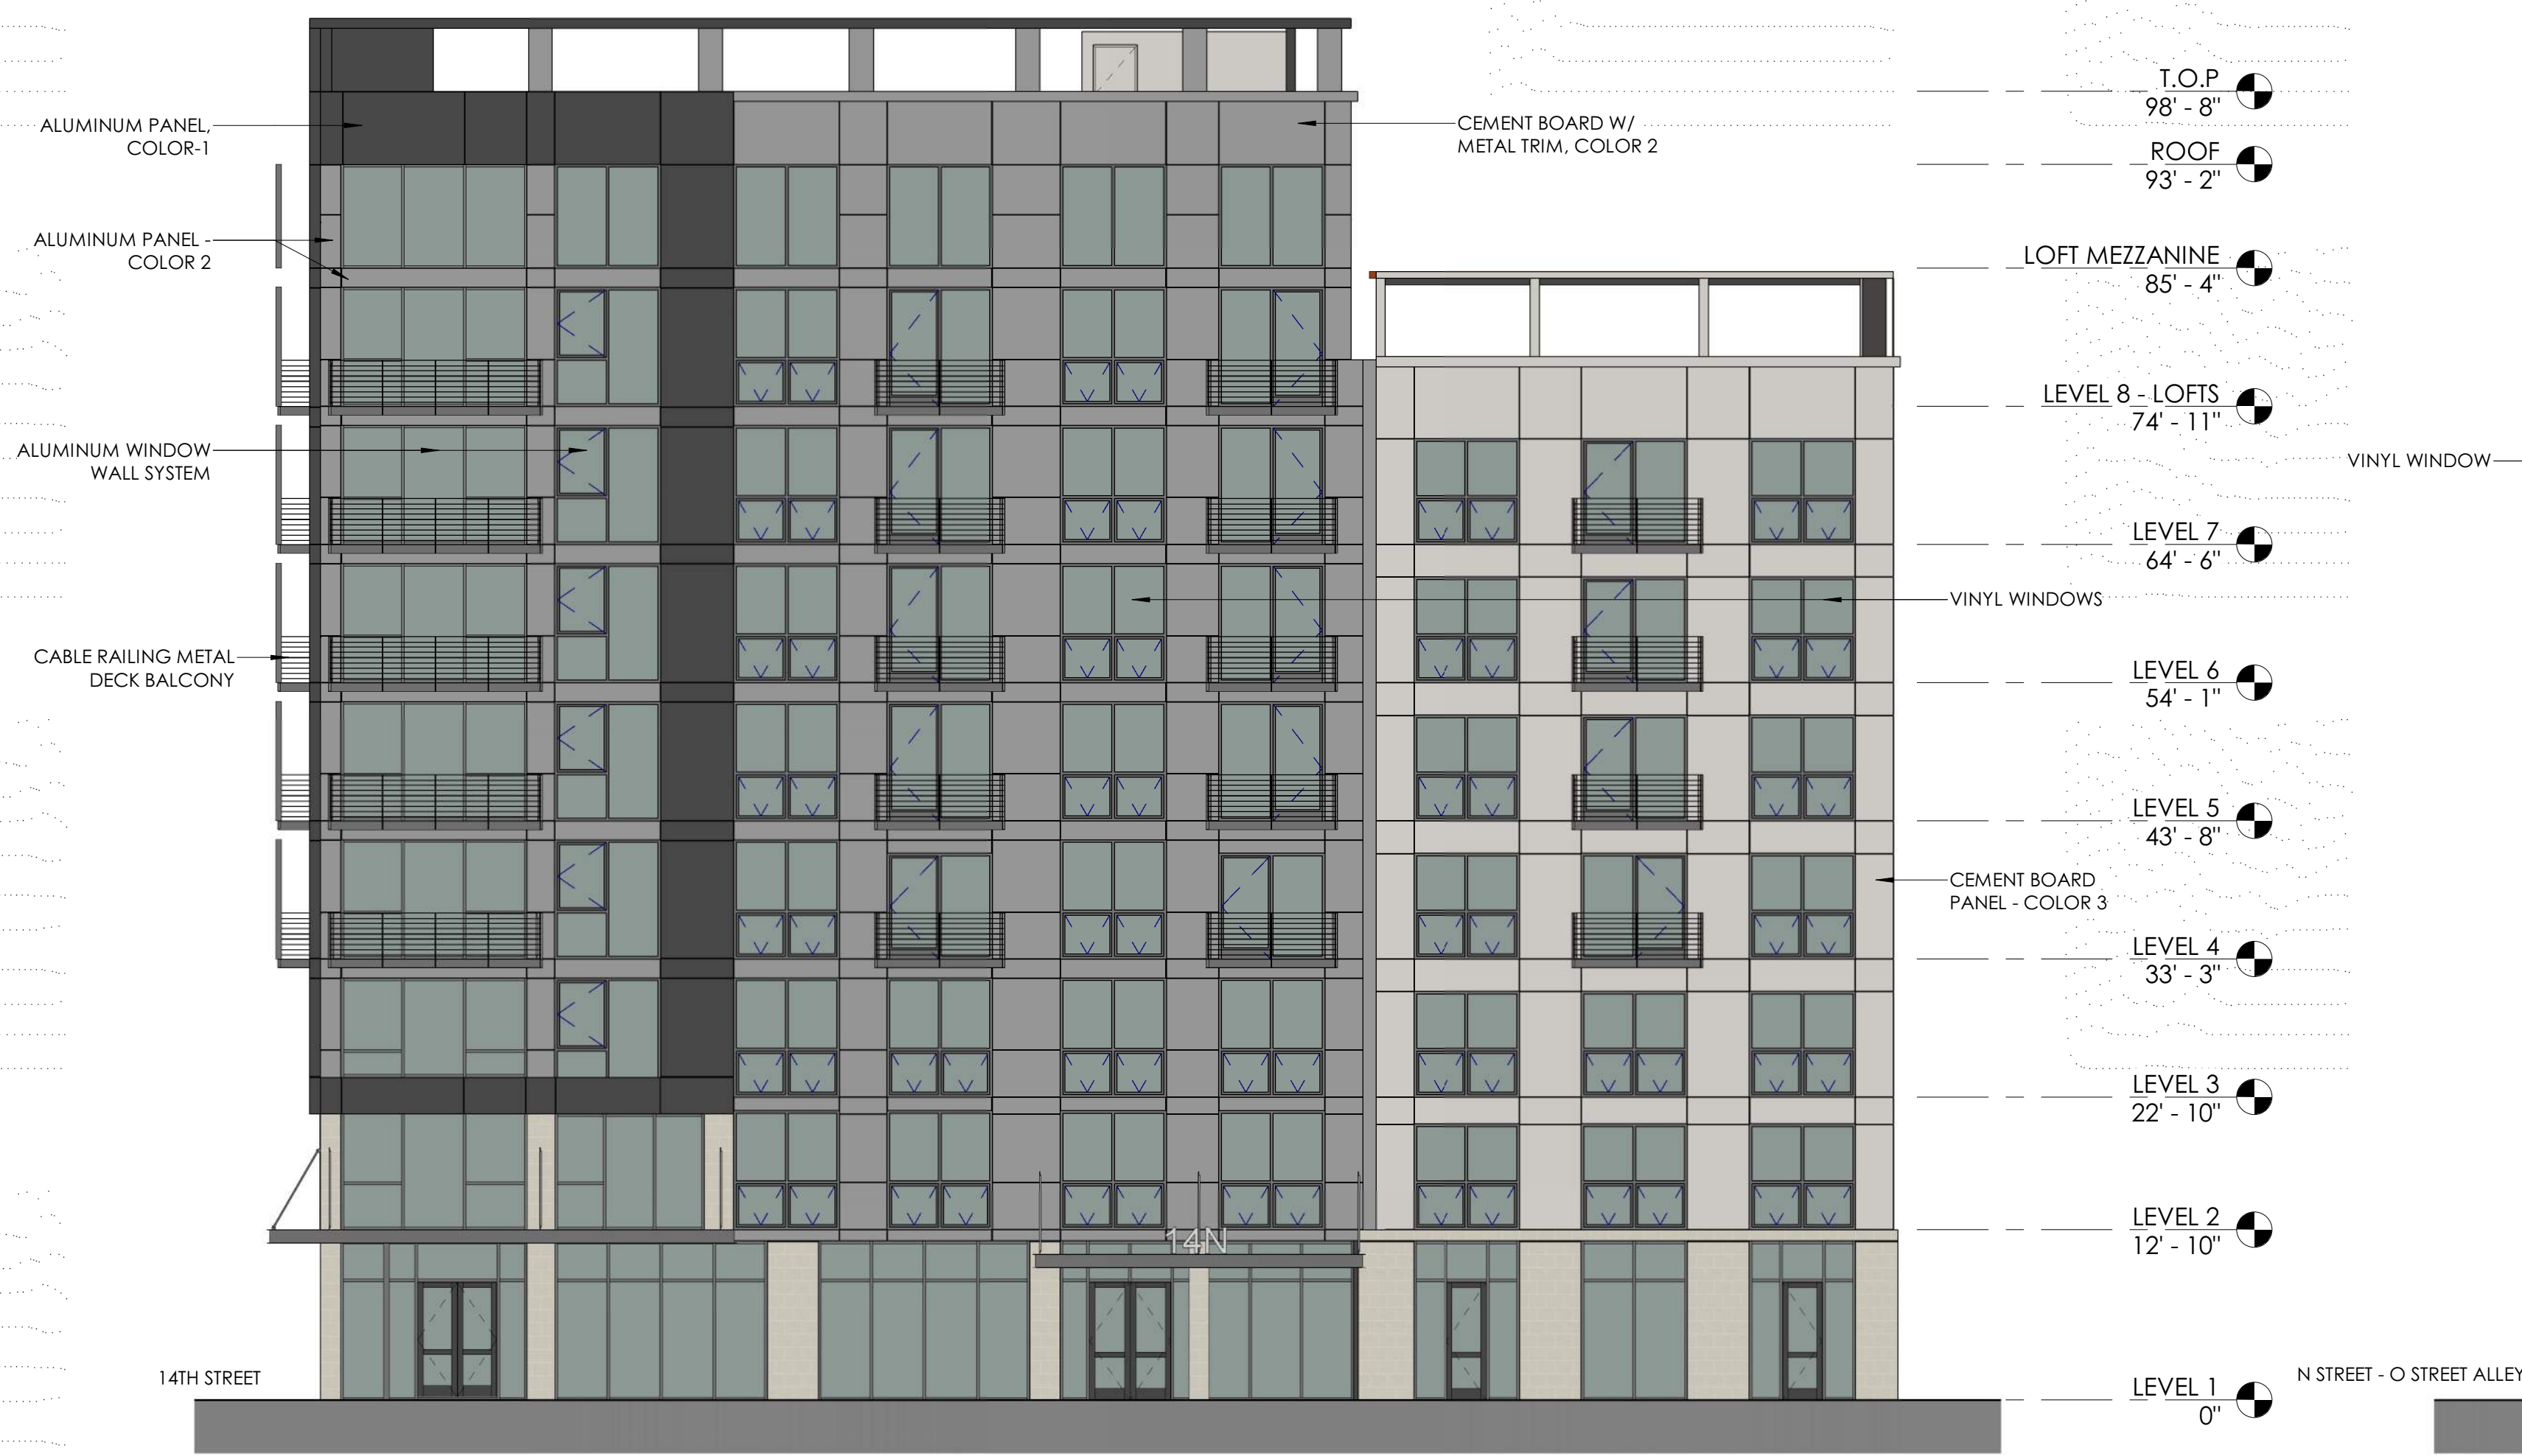 T.O.P
98' - 8"
ALUMINUM PANEL,
COLOR-1
CEMENT BOARD W/
METAL TRIM, COLOR 2
ROOF
93' - 2"
ALUMINUM PANEL -
COLOR 2
LOFT MEZZANINE
85' - 4"
LEVEL 8 - LOFTS
74' - 11"
ALUMINUM WINDOW
WALL SYSTEM
VINYL WINDOW
LEVEL 7
64' - 6"
VINYL WINDOWS
CABLE RAILING METAL
DECK BALCONY
LEVEL 6
54' - 1"
LEVEL 5
43' - 8"
CEMENT BOARD
PANEL - COLOR 3
LEVEL 4
33' - 3"
LEVEL 3
22' - 10"
LEVEL 2
12' - 10"
14N
14TH STREET
N STREET - O STREET ALLEY
LEVEL 1
0"